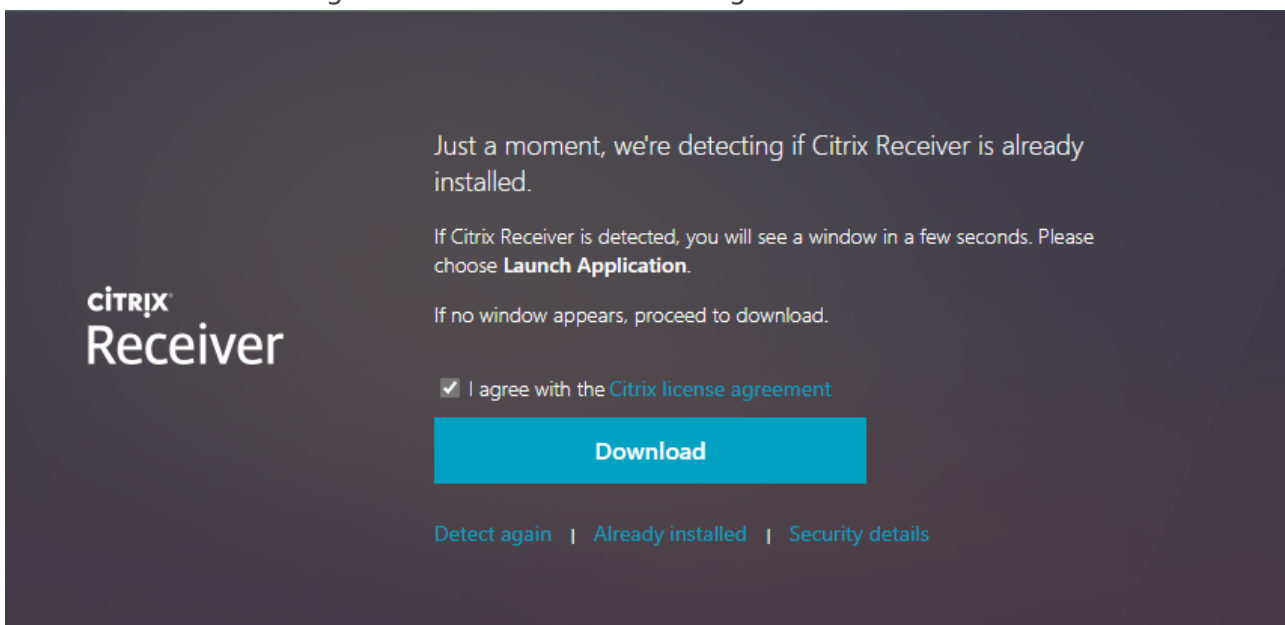 Just a moment, we're detecting if Citrix Receiver is already
installed.
If Citrix Receiver is detected, you will see a window in a few seconds. Please
choose Launch Application.
If no window appears, proceed to download.
CİTRIX
Receiver
I agree with the Citrix license agreement
Download
Detect again | Already installed | Security details